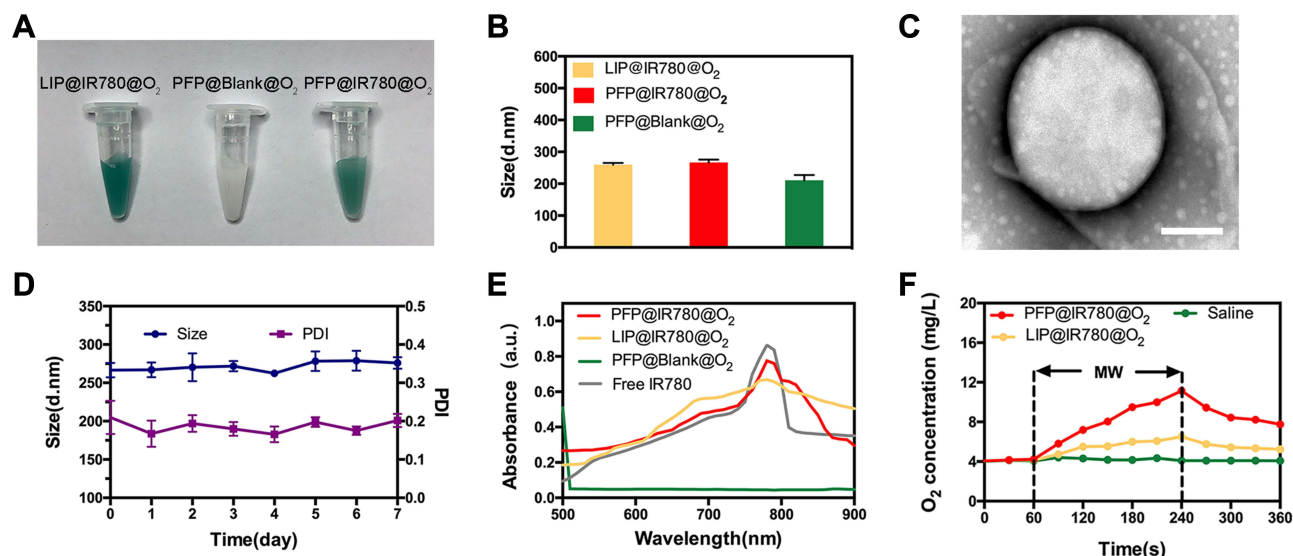 A
LIP@IR780@O₂ PFP@Blank@O₂ PFP@IR780@O₂
B
Size(d.nm)
600
500
400
300
200
100
0
LIP@IR780@O₂
PFP@IR780@O₂
PFP@Blank@O₂
C
D
Size(d.nm)
350
300
250
200
150
100
Size PDI
0.5
0.4
0.3
0.2
0.1
0.0
PDI
0 1 2 3 4 5 6 7
Time(day)
E
Absorbance (a.u.)
1.0
0.8
0.6
0.4
0.2
0.0
PFP@IR780@O₂
LIP@IR780@O₂
PFP@Blank@O₂
Free IR780
500 600 700 800 900
Wavelength(nm)
F
O₂ concentration (mg/L)
20
16
12
8
4
0
PFP@IR780@O₂ Saline
LIP@IR780@O₂
MW
0 60 120 180 240 300 360
Time(s)